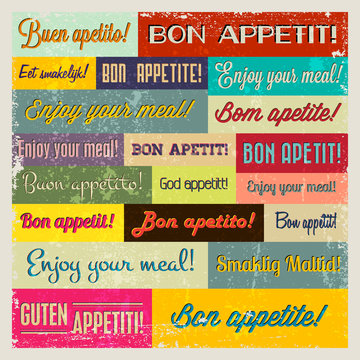 Buen apetito!
BON APPETIT!
Eet smakelijk!
BON APPETITE!
Enjoy your meal!
Enjoy your meal!
Bom apetite!
Enjoy your meal!
BON APETIT!
BON APETIT!
Buon appetito!
God appetitt!
Enjoy your meal!
Bon appetit!
Bon apetito!
Bon appetit!
Enjoy your meal!
Smaklig Maltid!
GUTEN
APPETITI!
Bon appetite!